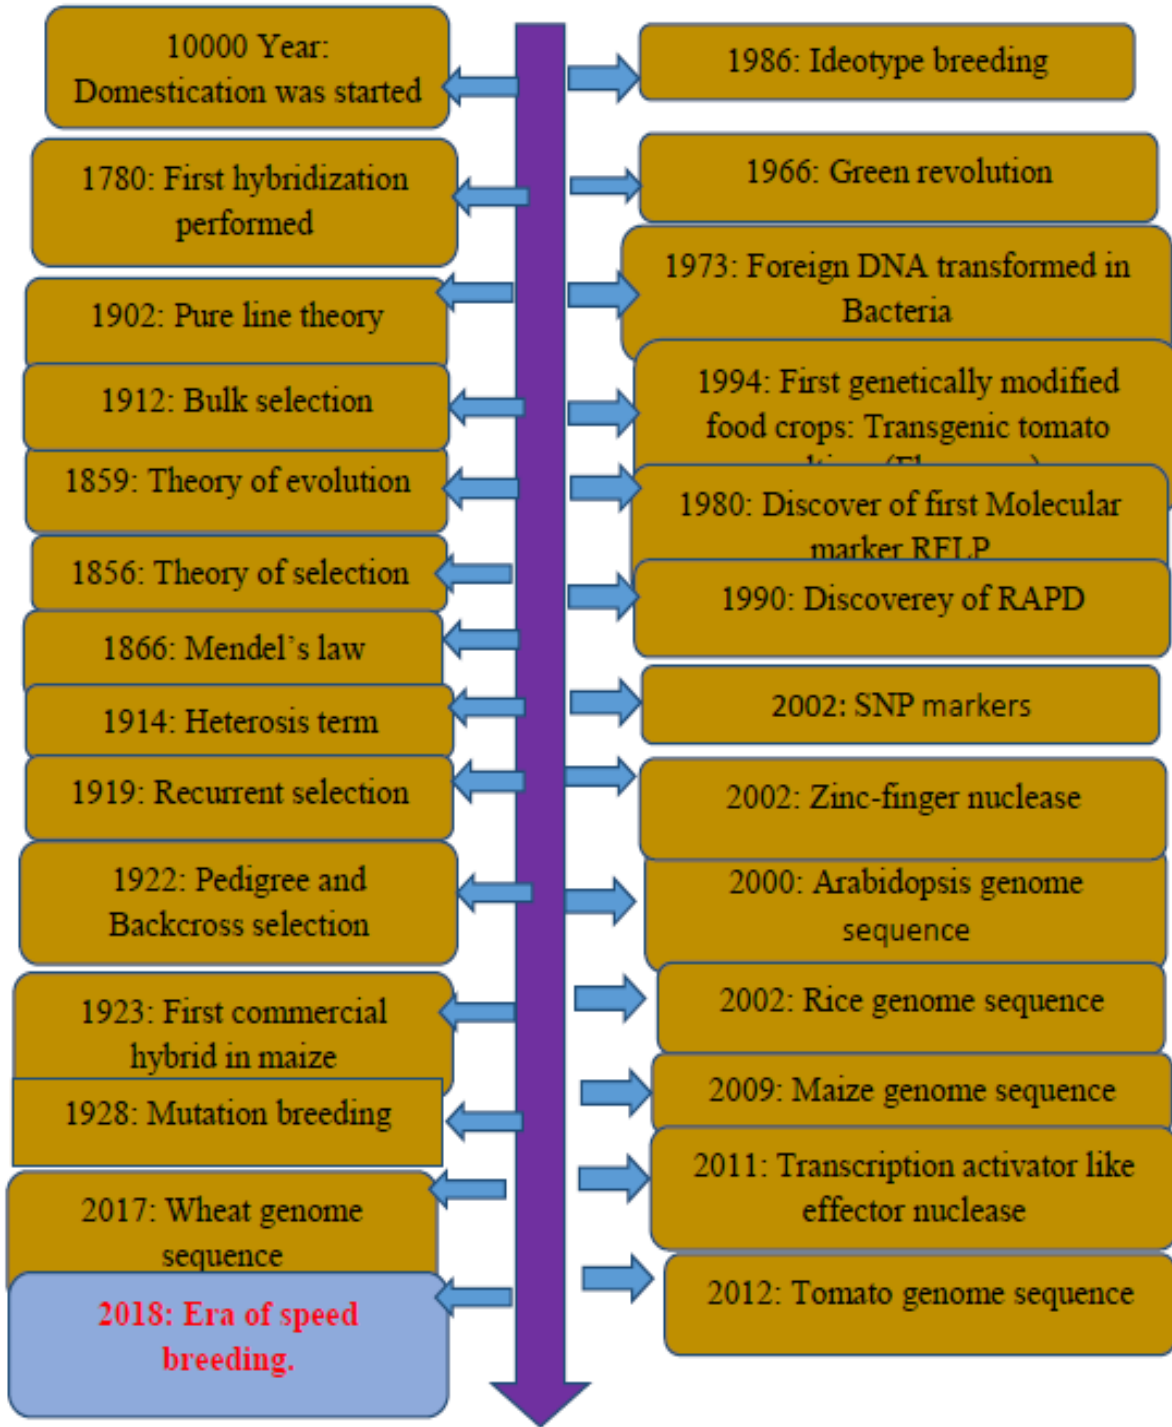 10000 Year:
Domestication was started
1780: First hybridization
performed
1902: Pure line theory
1912: Bulk selection
1859: Theory of evolution
1856: Theory of selection
1866: Mendel’s law
1914: Heterosis term
1919: Recurrent selection
1922: Pedigree and
Backcross selection
1923: First commercial
hybrid in maize
1928: Mutation breeding
2017: Wheat genome
sequence
2018: Era of speed
breeding.
1986: Ideotype breeding
1966: Green revolution
1973: Foreign DNA transformed in
Bacteria
1994: First genetically modified
food crops: Transgenic tomato
1980: Discover of first Molecular
marker RFLP
1990: Discoverey of RAPD
2002: SNP markers
2002: Zinc-finger nuclease
2000: Arabidopsis genome
sequence
2002: Rice genome sequence
2009: Maize genome sequence
2011: Transcription activator like
effector nuclease
2012: Tomato genome sequence